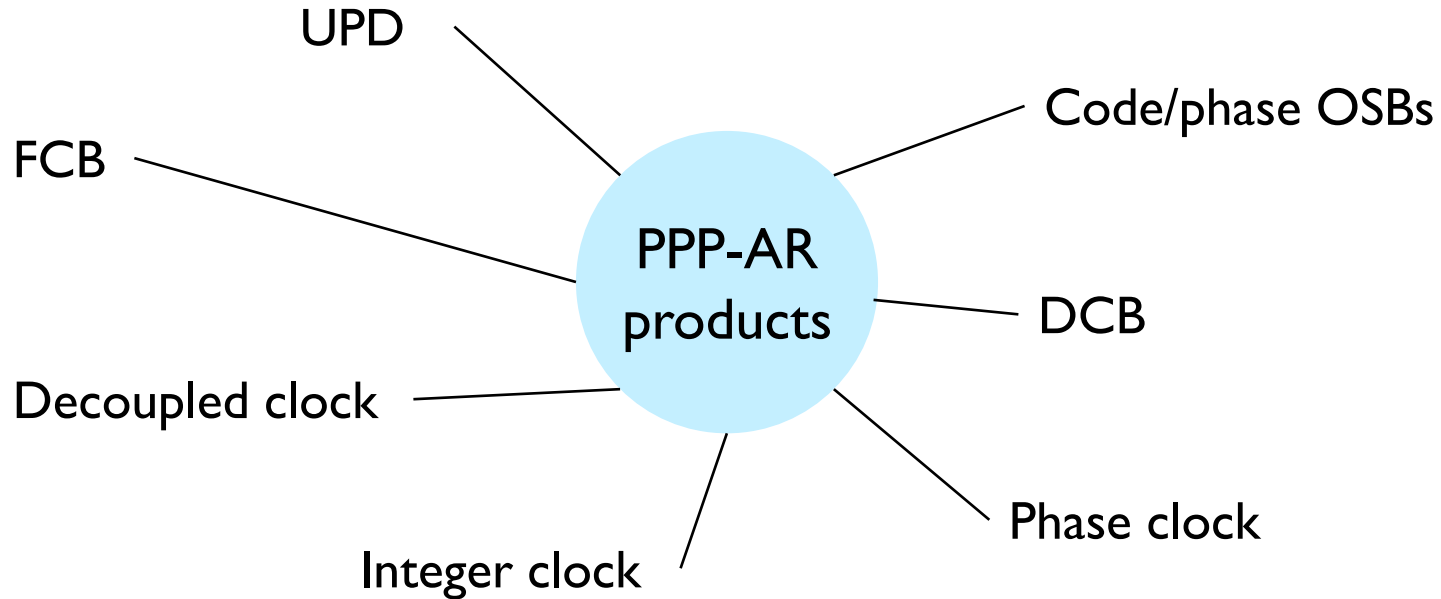 UPD
Code/phase OSBs
FCB
PPP-AR
products
DCB
Decoupled clock
Phase clock
Integer clock